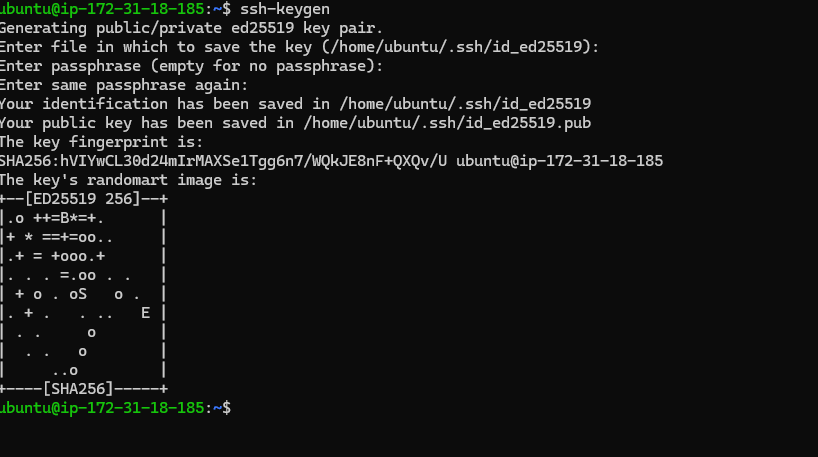 ubuntu@ip-172-31-18-185:~$ ssh-keygen
Generating public/private ed25519 key pair.
Enter file in which to save the key (/home/ubuntu/.ssh/id_ed25519):
Enter passphrase (empty for no passphrase):
Enter same passphrase again:
Your identification has been saved in /home/ubuntu/.ssh/id_ed25519
Your public key has been saved in /home/ubuntu/.ssh/id_ed25519.pub
The key fingerprint is:
SHA256:hVIYwCL30d24mIrMAXSe1Tgg6n7/WQkJE8nF+QXQv/U ubuntu@ip-172-31-18-185
The key's randomart image is:
+--[ED25519 256]--+
|.o ++=B*=+.      |
|+ * ==+=oo..     |
|.+ = +ooo.+      |
|. . . =.oo . .   |
| + o . oS   o .  |
|. + .   . ..   E |
| . .     o       |
|  . .   o        |
|     ..o         |
+----[SHA256]-----+
ubuntu@ip-172-31-18-185:~$